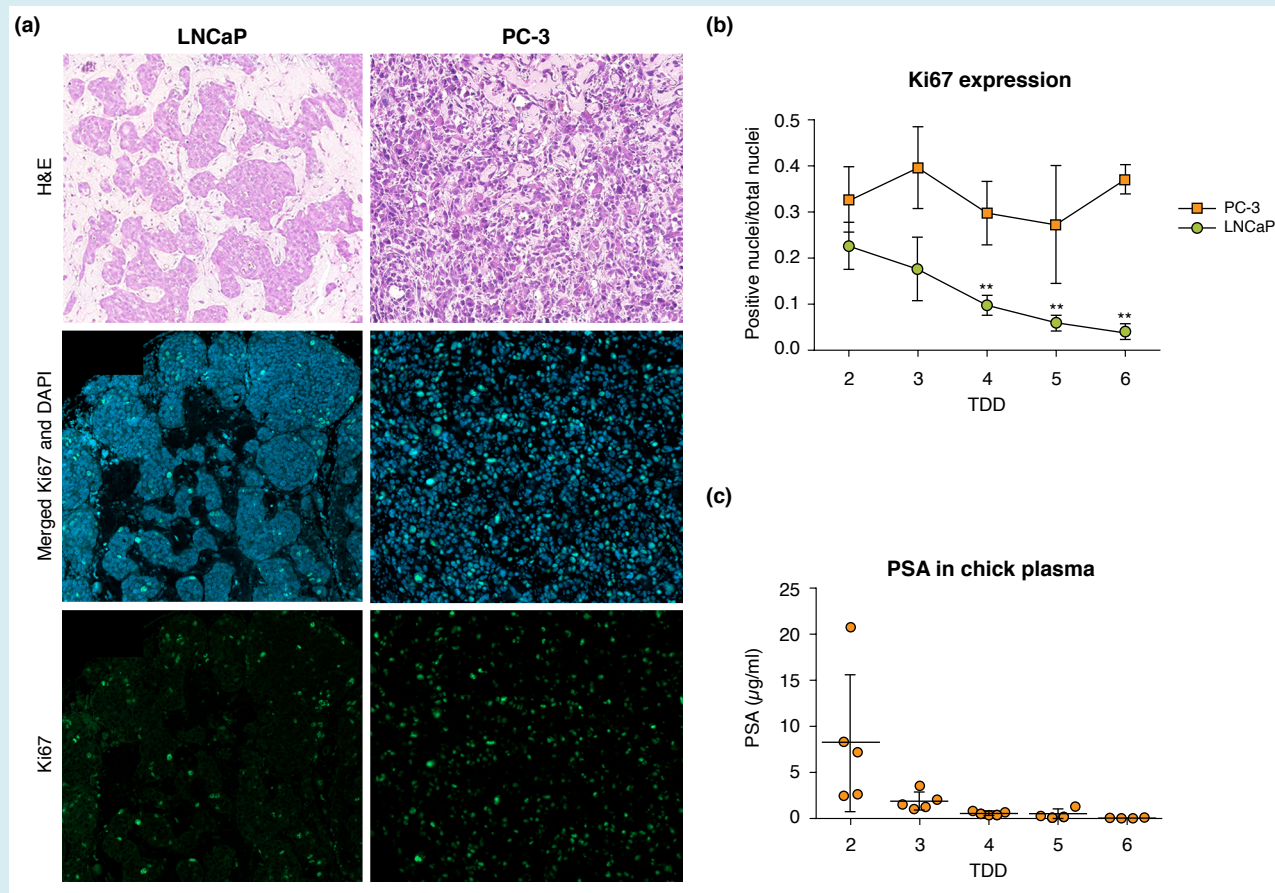 (a)
LNCaP
PC-3
H&E
Merged Ki67 and DAPI
Ki67
(b)
Ki67 expression
Positive nuclei/total nuclei
0.5
0.4
0.3
0.2
0.1
0.0
** ** **
2 3 4 5 6
TDD
PC-3
LNCaP
(c)
PSA in chick plasma
PSA (µg/ml)
25
20
15
10
5
0
2 3 4 5 6
TDD